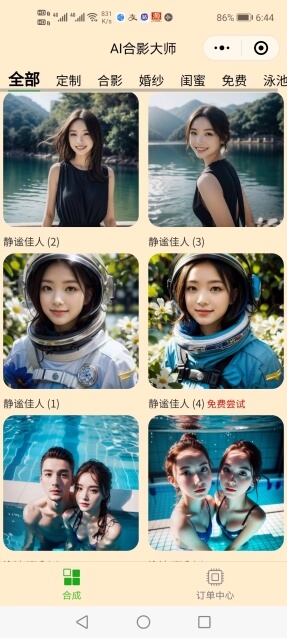 831 K/s
86% 6:44
AI合影大师
全部 定制 合影 婚纱 闺蜜 免费 泳池
静谧佳人 (2) 静谧佳人 (3)
静谧佳人 (1) 静谧佳人 (4) 免费尝试
合成 订单中心